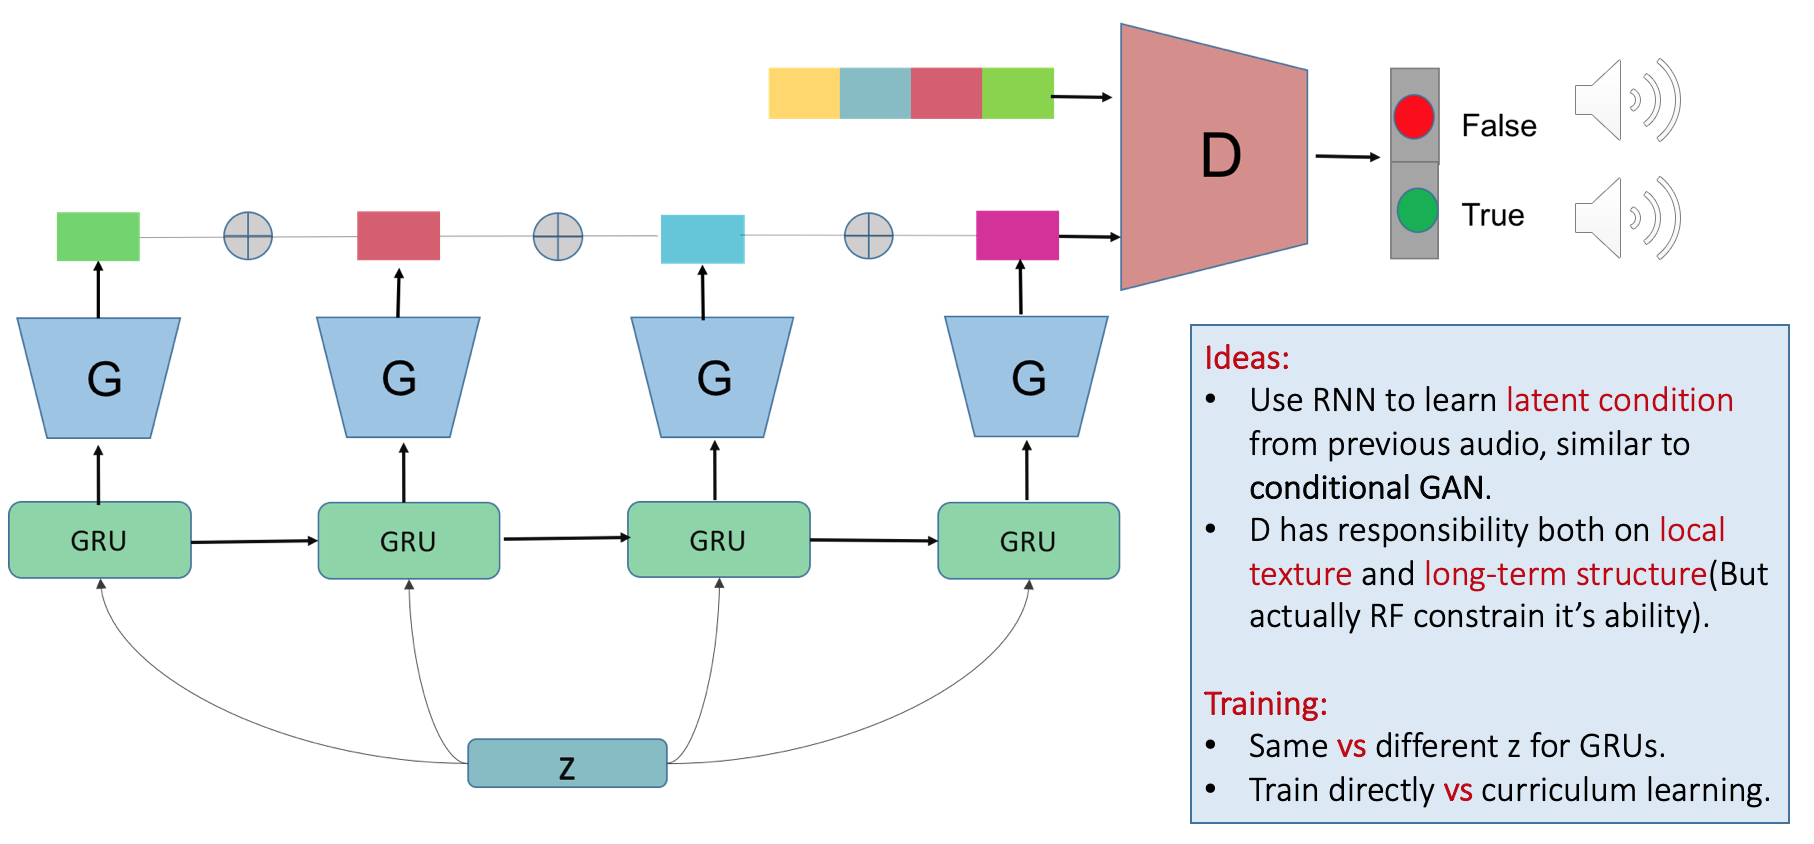 D
False
True
G G G G
GRU GRU GRU GRU
z
Ideas:
• Use RNN to learn latent condition
from previous audio, similar to
conditional GAN.
• D has responsibility both on local
texture and long-term structure(But
actually RF constrain it’s ability).
Training:
• Same vs different z for GRUs.
• Train directly vs curriculum learning.